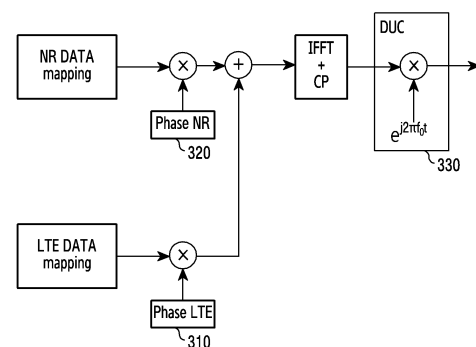 NR DATA
mapping
×
+
IFFT
+
CP
DUC
×
e^{j2πf₀t}
330
Phase NR
320
LTE DATA
mapping
×
Phase LTE
310